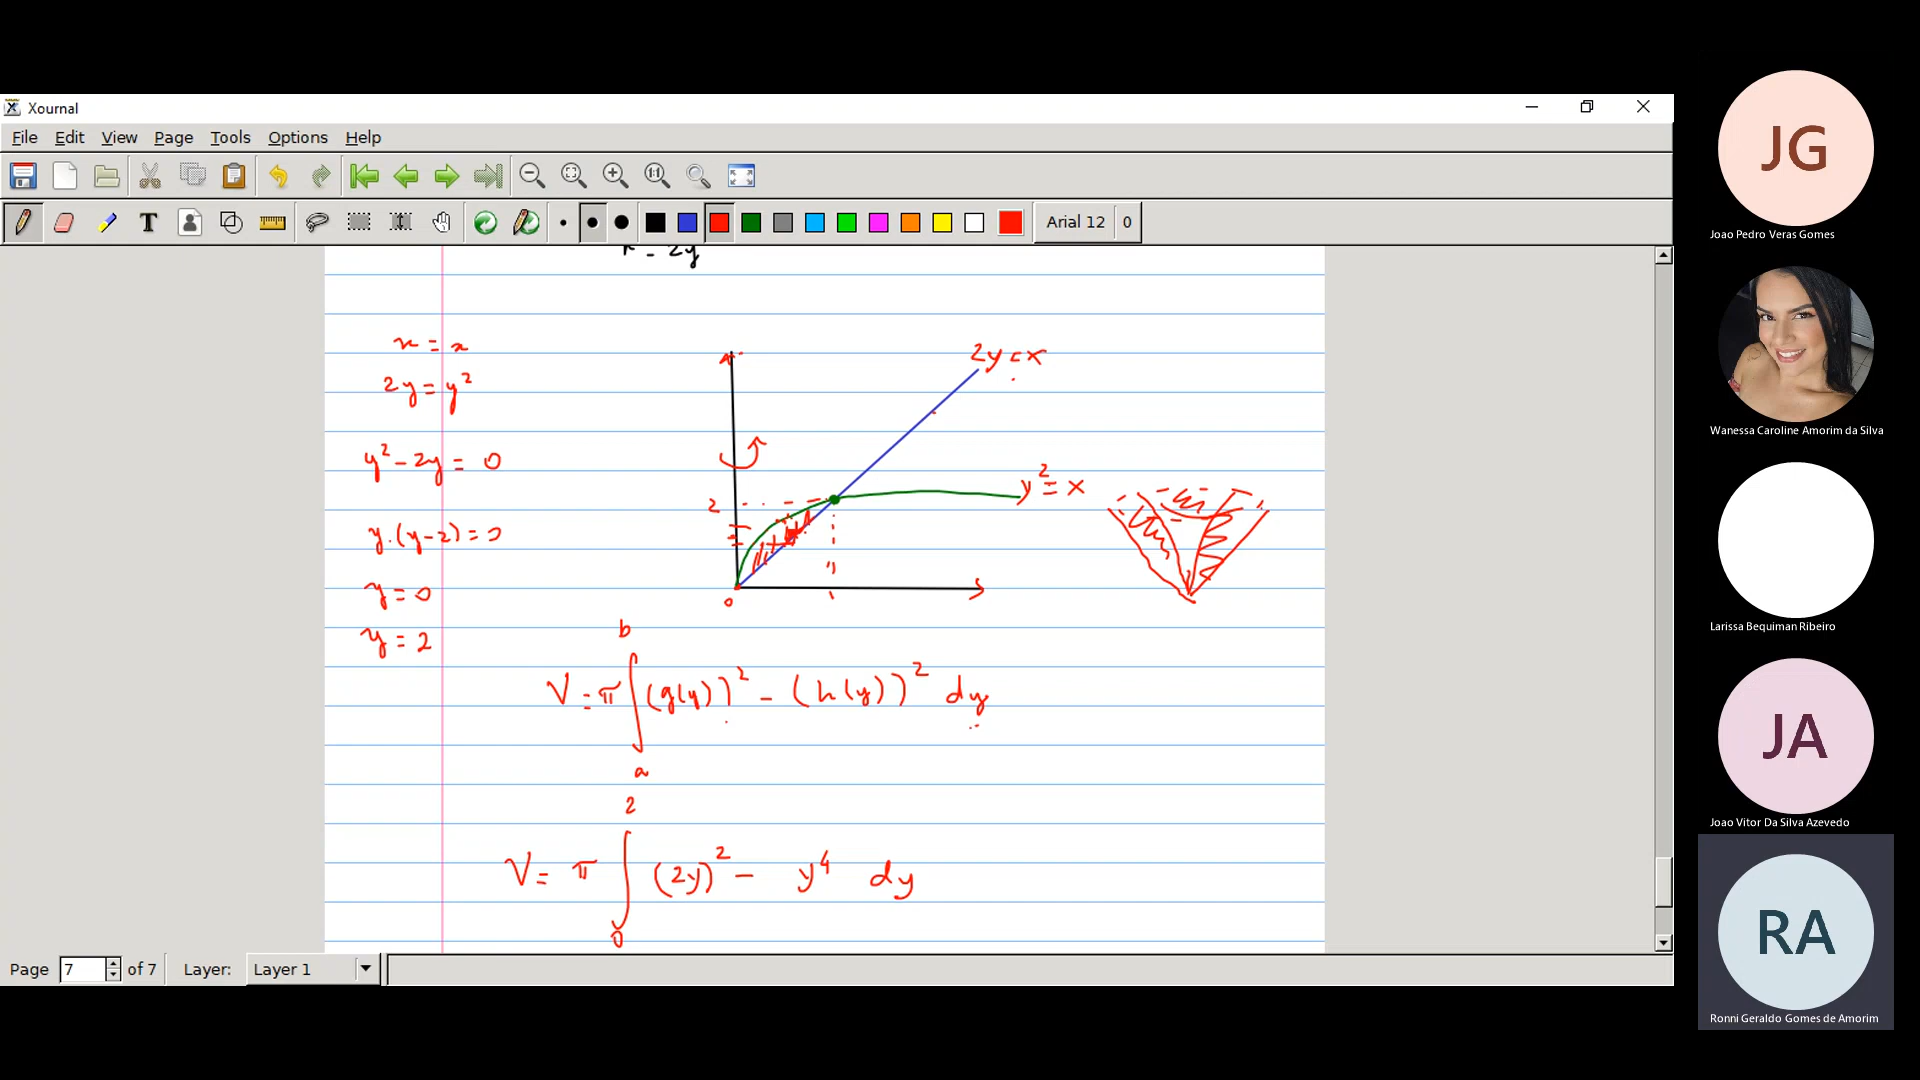 Xournal
File Edit View Page Tools Options Help
Arial 12 0
x = 2y
x = x
2y = y²
y² - 2y = 0
y.(y-2) = 0
y = 0
y = 2
2y = x
y² = x
2
0
b
V = π ∫ (g(y))² - (h(y))² dy
a
2
V = π ∫ (2y)² - y⁴ dy
0
Page 7 of 7 Layer: Layer 1
JG
Joao Pedro Veras Gomes
Wanessa Caroline Amorim da Silva
Larissa Bequiman Ribeiro
JA
Joao Vitor Da Silva Azevedo
RA
Ronni Geraldo Gomes de Amorim